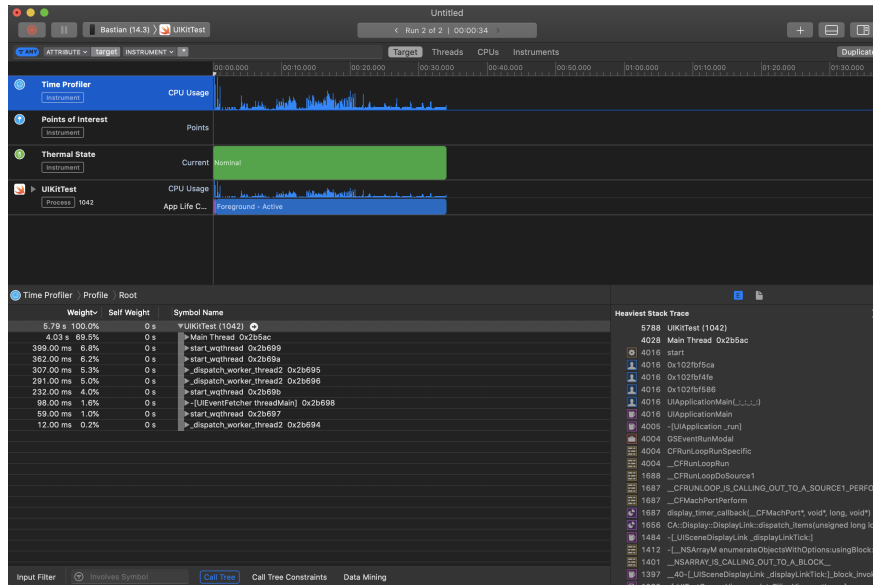 Untitled
Bastian (14.3) 〉 UIKitTest
Run 2 of 2 | 00:00:34
ANY ATTRIBUTE target INSTRUMENT *
Target Threads CPUs Instruments
Duplicate
00:00.000 00:10.000 00:20.000 00:30.000 00:40.000 00:50.000 01:00.000 01:10.000 01:20.000 01:30.000
Time Profiler
Instrument
CPU Usage
Points of Interest
Instrument
Points
Thermal State
Instrument
Current Nominal
UIKitTest
Process 1042
CPU Usage
App Life C... Foreground - Active
Time Profiler 〉 Profile 〉 Root
Weight Self Weight Symbol Name
5.79 s 100.0% 0 s UIKitTest (1042)
4.03 s 69.5% 0 s Main Thread 0x2b5ac
399.00 ms 6.8% 0 s start_wqthread 0x2b699
362.00 ms 6.2% 0 s start_wqthread 0x2b69a
307.00 ms 5.3% 0 s _dispatch_worker_thread2 0x2b695
291.00 ms 5.0% 0 s _dispatch_worker_thread2 0x2b696
232.00 ms 4.0% 0 s start_wqthread 0x2b69b
98.00 ms 1.6% 0 s -[UIEventFetcher threadMain] 0x2b698
59.00 ms 1.0% 0 s start_wqthread 0x2b697
12.00 ms 0.2% 0 s _dispatch_worker_thread2 0x2b694
Heaviest Stack Trace
5788 UIKitTest (1042)
4028 Main Thread 0x2b5ac
4016 start
4016 0x102fbf5ca
4016 0x102fbf4fe
4016 0x102fbf586
4016 UIApplicationMain(_:_:_:_:)
4016 UIApplicationMain
4005 -[UIApplication _run]
4004 GSEventRunModal
4004 CFRunLoopRunSpecific
4004 __CFRunLoopRun
1688 __CFRunLoopDoSource1
1687 __CFRUNLOOP_IS_CALLING_OUT_TO_A_SOURCE1_PERFO
1687 __CFMachPortPerform
1687 display_timer_callback(__CFMachPort*, void*, long, void*)
1656 CA::Display::DisplayLink::dispatch_items(unsigned long lo
1484 -[_UISceneDisplayLink _displayLinkTick:]
1412 -[__NSArrayM enumerateObjectsWithOptions:usingBlock:
1401 __NSARRAY_IS_CALLING_OUT_TO_A_BLOCK__
1397 __40-[_UISceneDisplayLink _displayLinkTick:]_block_invok
Input Filter Involves Symbol Call Tree Call Tree Constraints Data Mining